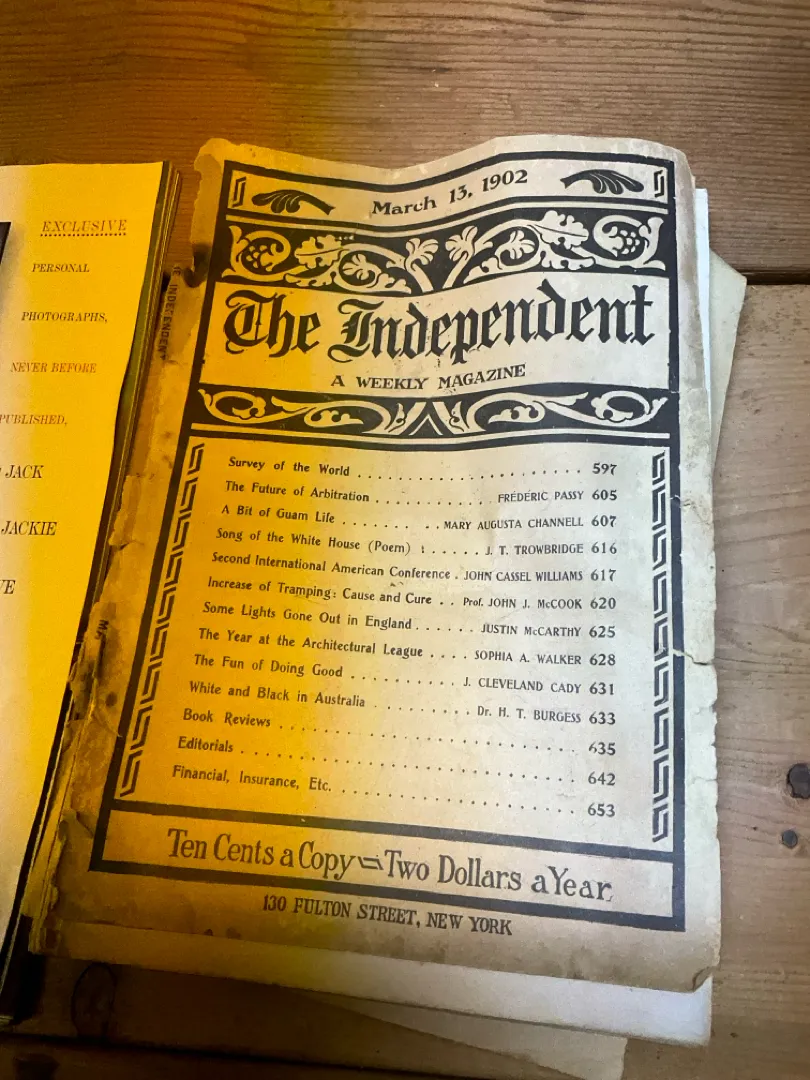 EXCLUSIVE
PERSONAL
PHOTOGRAPHS,
NEVER BEFORE
PUBLISHED,
JACK
JACKIE
March 13, 1902
The Independent
A WEEKLY MAGAZINE
Survey of the World . . . . . . . . . . . . . . . . . . . . . . . . 597
The Future of Arbitration . . . . . . . . . . . . FRÉDÉRIC PASSY 605
A Bit of Guam Life . . . . . . . . . MARY AUGUSTA CHANNELL 607
Song of the White House (Poem) . . . . . . . J. T. TROWBRIDGE 616
Second International American Conference . JOHN CASSEL WILLIAMS 617
Increase of Tramping: Cause and Cure . . Prof. JOHN J. McCOOK 620
Some Lights Gone Out in England . . . . . . JUSTIN McCARTHY 625
The Year at the Architectural League . . . . SOPHIA A. WALKER 628
The Fun of Doing Good . . . . . . . . . . . J. CLEVELAND CADY 631
White and Black in Australia . . . . . . . . . Dr. H. T. BURGESS 633
Book Reviews . . . . . . . . . . . . . . . . . . . . . . . . . 635
Editorials . . . . . . . . . . . . . . . . . . . . . . . . . . . 642
Financial, Insurance, Etc. . . . . . . . . . . . . . . . . . . . 653
Ten Cents a Copy – Two Dollars a Year
130 FULTON STREET, NEW YORK
INDEPENDENT